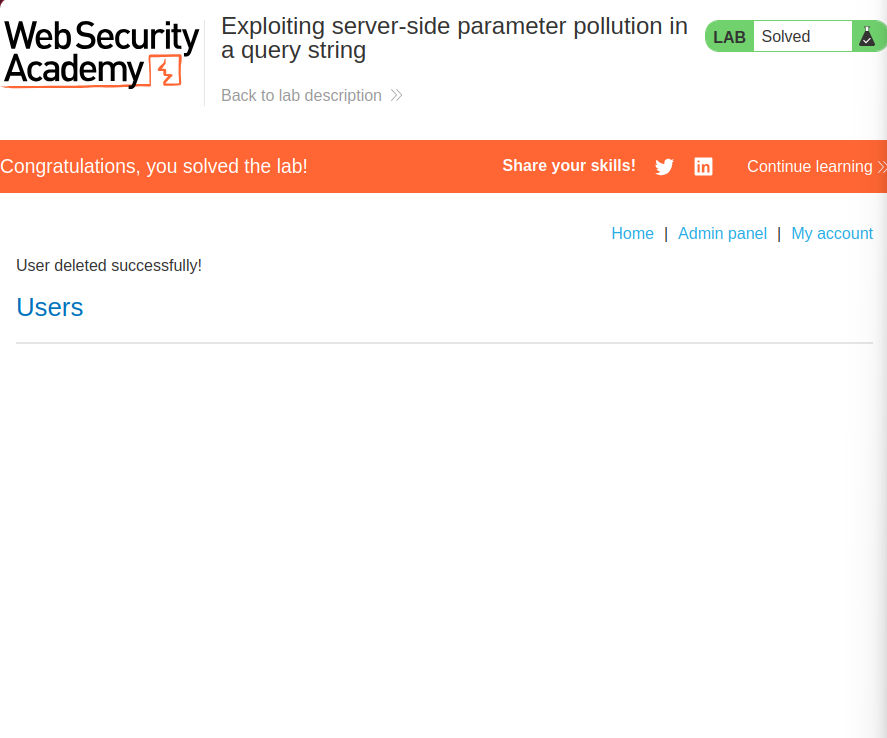 Web Security
Academy
Exploiting server-side parameter pollution in
a query string
Back to lab description
LAB Solved
Congratulations, you solved the lab!
Share your skills!
Continue learning
Home | Admin panel | My account
User deleted successfully!
Users